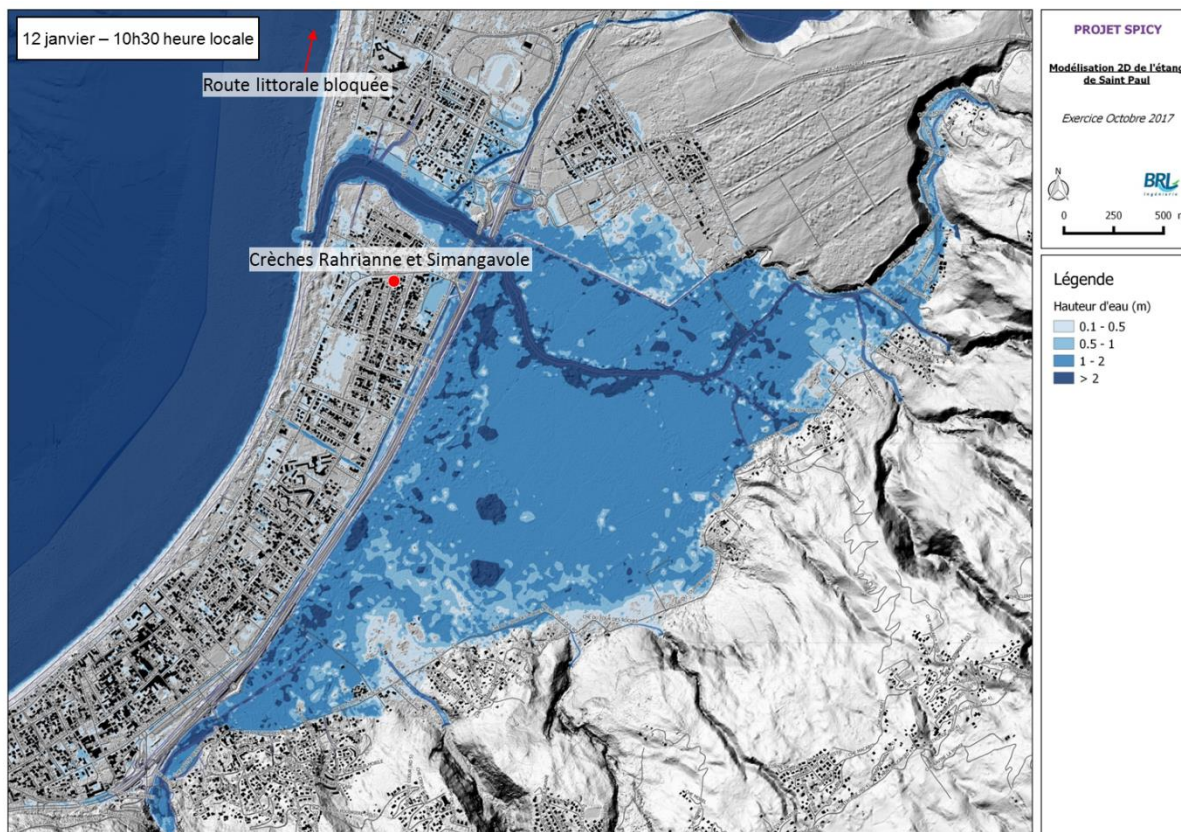 12 janvier – 10h30 heure locale
Route littorale bloquée
Crèches Rahrianne et Simangavole
PROJET SPICY
Modélisation 2D de l'étang
de Saint Paul
Exercice Octobre 2017
N
BRL
Ingénierie
0 250 500 m
Légende
Hauteur d'eau (m)
0.1 - 0.5
0.5 - 1
1 - 2
> 2